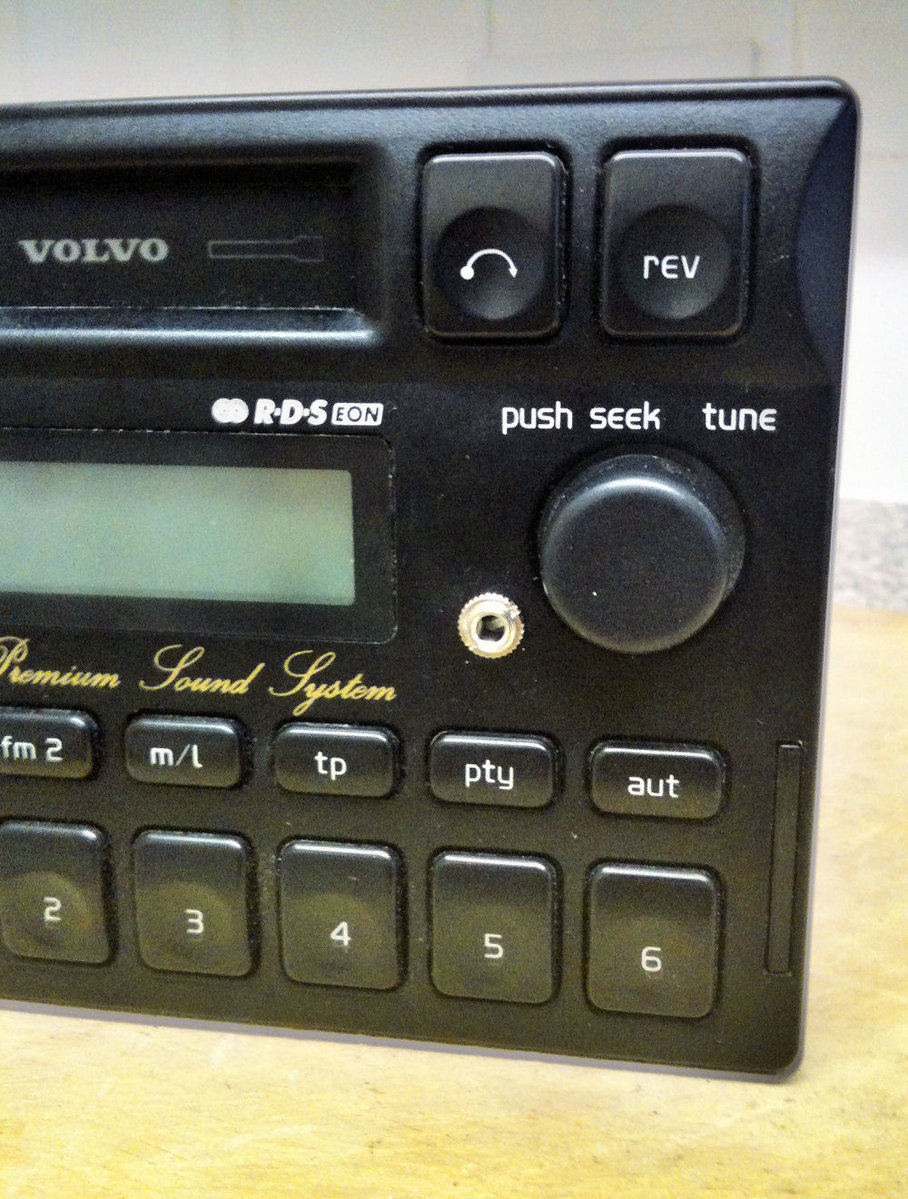 VOLVO
rev
R·D·S EON
push seek tune
Premium Sound System
fm 2 m/l tp pty aut
2 3 4 5 6